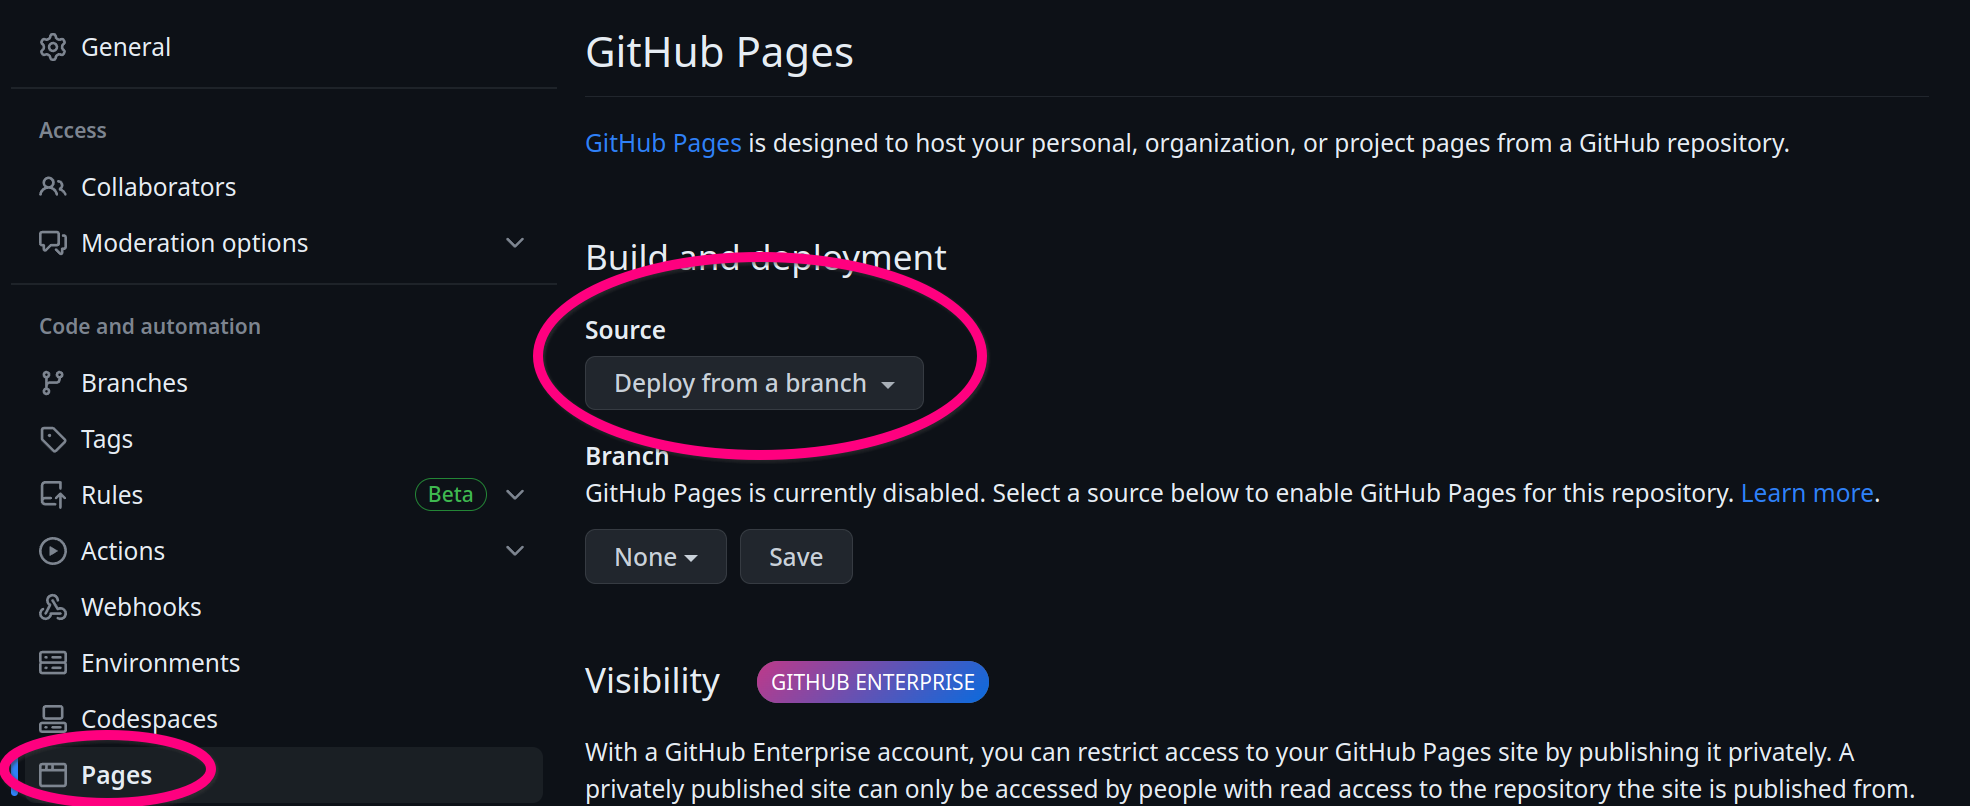 General
Access
Collaborators
Moderation options
Code and automation
Branches
Tags
Rules Beta
Actions
Webhooks
Environments
Codespaces
Pages
GitHub Pages
GitHub Pages is designed to host your personal, organization, or project pages from a GitHub repository.
Build and deployment
Source
Deploy from a branch
Branch
GitHub Pages is currently disabled. Select a source below to enable GitHub Pages for this repository. Learn more.
None Save
Visibility GITHUB ENTERPRISE
With a GitHub Enterprise account, you can restrict access to your GitHub Pages site by publishing it privately. A
privately published site can only be accessed by people with read access to the repository the site is published from.